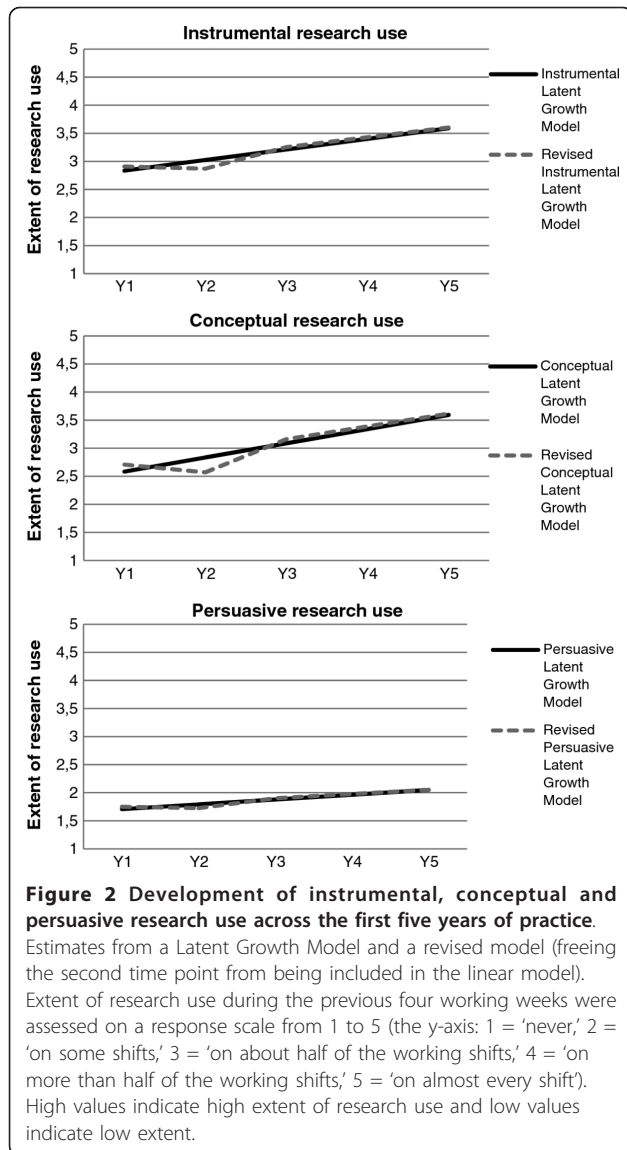 Instrumental research use
Extent of research use
5
4,5
4
3,5
3
2,5
2
1,5
1
Y1 Y2 Y3 Y4 Y5
Instrumental
Latent
Growth
Model
Revised
Instrumental
Latent
Growth
Model
Conceptual research use
Extent of research use
5
4,5
4
3,5
3
2,5
2
1,5
1
Y1 Y2 Y3 Y4 Y5
Conceptual
Latent
Growth
Model
Revised
Conceptual
Latent
Growth
Model
Persuasive research use
Extent of research use
5
4,5
4
3,5
3
2,5
2
1,5
1
Y1 Y2 Y3 Y4 Y5
Persuasive
Latent
Growth
Model
Revised
Persuasive
Latent
Growth
Model
Figure 2 Development of instrumental, conceptual and
persuasive research use across the first five years of practice.
Estimates from a Latent Growth Model and a revised model (freeing
the second time point from being included in the linear model).
Extent of research use during the previous four working weeks were
assessed on a response scale from 1 to 5 (the y-axis: 1 = ‘never,’ 2 =
‘on some shifts,’ 3 = ‘on about half of the working shifts,’ 4 = ‘on
more than half of the working shifts,’ 5 = ‘on almost every shift’).
High values indicate high extent of research use and low values
indicate low extent.